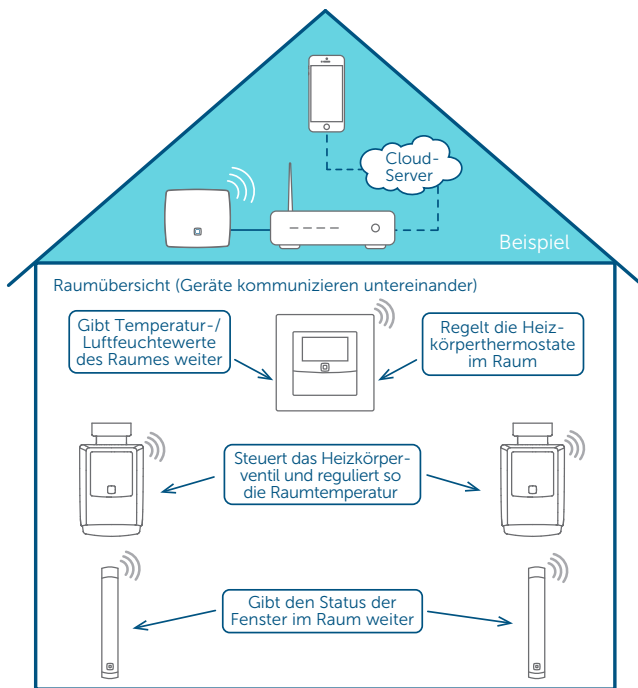 Cloud-
Server
Beispiel
Raumübersicht (Geräte kommunizieren untereinander)
Gibt Temperatur-/
Luftfeuchtewerte
des Raumes weiter
Regelt die Heiz-
körperthermostate
im Raum
Steuert das Heizkörper-
ventil und reguliert so
die Raumtemperatur
Gibt den Status der
Fenster im Raum weiter